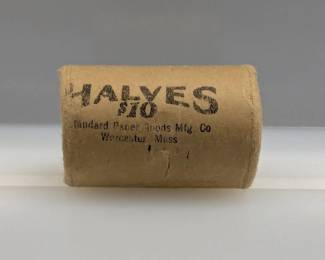 HALVES
$10
Standard Paper Goods Mfg. Co
Worcester, Mass